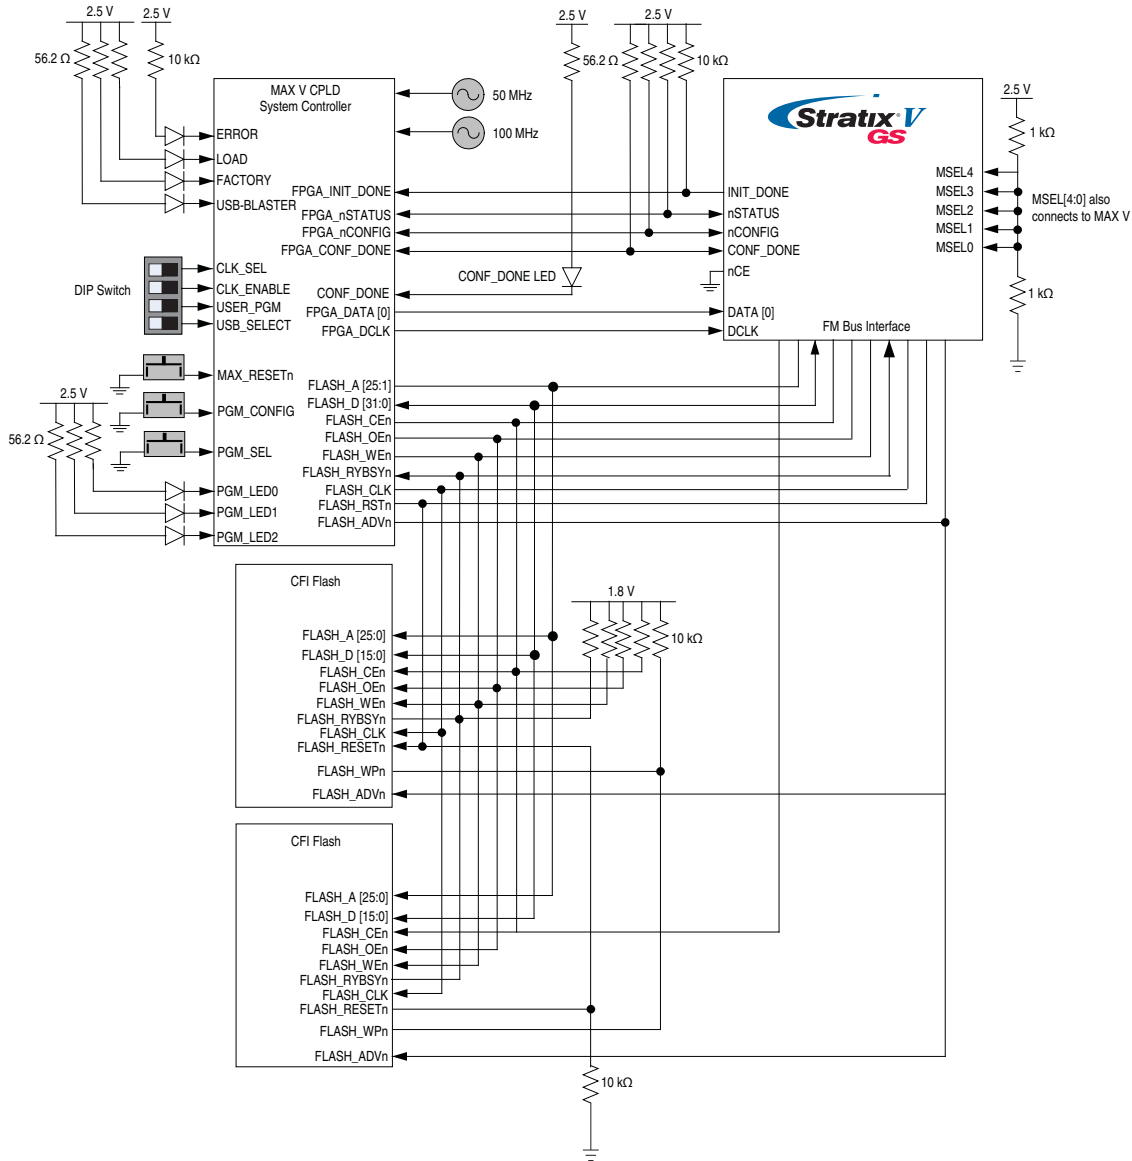 2.5 V
2.5 V
2.5 V
2.5 V
56.2 Ω
10 kΩ
56.2 Ω
10 kΩ
MAX V CPLD
System Controller
50 MHz
100 MHz
Stratix V
GS
2.5 V
1 kΩ
ERROR
LOAD
FACTORY
USB-BLASTER
FPGA_INIT_DONE
FPGA_nSTATUS
FPGA_nCONFIG
FPGA_CONF_DONE
INIT_DONE
nSTATUS
nCONFIG
CONF_DONE
nCE
MSEL4
MSEL3
MSEL2
MSEL1
MSEL0
MSEL[4:0] also
connects to MAX V
1 kΩ
DIP Switch
CLK_SEL
CLK_ENABLE
USER_PGM
USB_SELECT
CONF_DONE LED
CONF_DONE
FPGA_DATA [0]
FPGA_DCLK
DATA [0]
DCLK
FM Bus Interface
MAX_RESETn
PGM_CONFIG
PGM_SEL
2.5 V
56.2 Ω
PGM_LED0
PGM_LED1
PGM_LED2
FLASH_A [25:1]
FLASH_D [31:0]
FLASH_CEn
FLASH_OEn
FLASH_WEn
FLASH_RYBSYn
FLASH_CLK
FLASH_RSTn
FLASH_ADVn
CFI Flash
1.8 V
10 kΩ
FLASH_A [25:0]
FLASH_D [15:0]
FLASH_CEn
FLASH_OEn
FLASH_WEn
FLASH_RYBSYn
FLASH_CLK
FLASH_RESETn
FLASH_WPn
FLASH_ADVn
CFI Flash
FLASH_A [25:0]
FLASH_D [15:0]
FLASH_CEn
FLASH_OEn
FLASH_WEn
FLASH_RYBSYn
FLASH_CLK
FLASH_RESETn
FLASH_WPn
FLASH_ADVn
10 kΩ